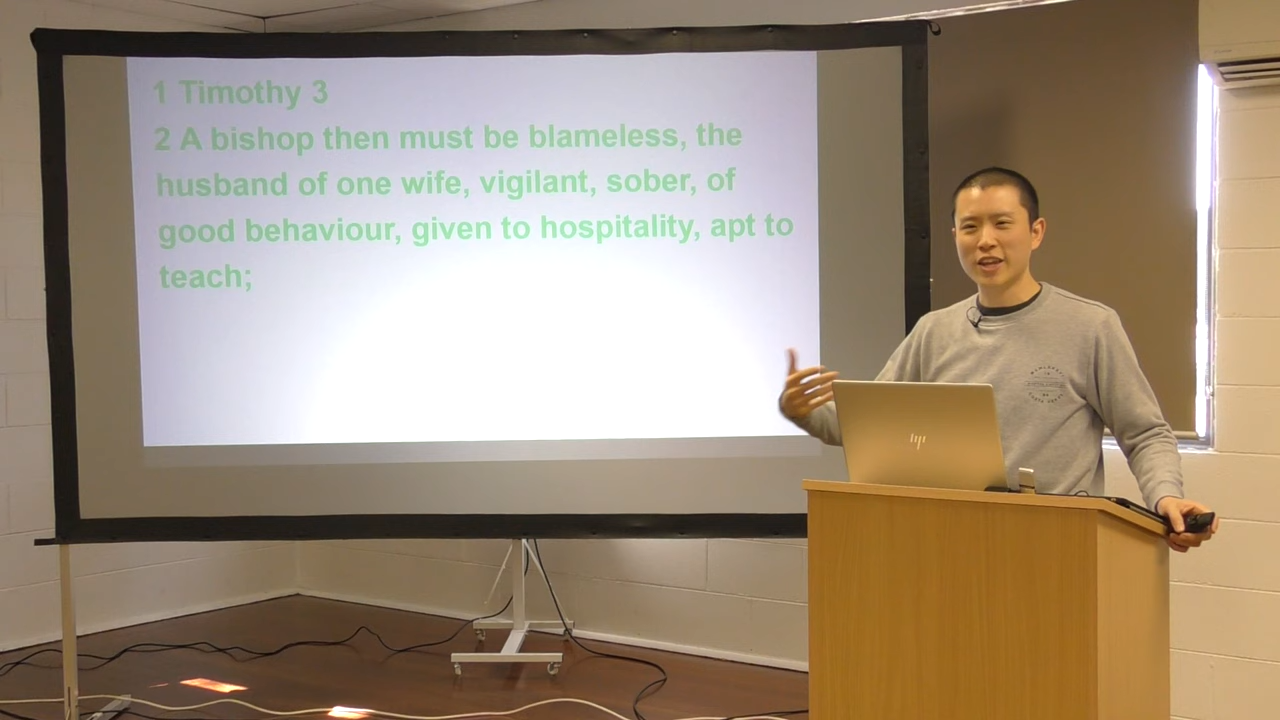 1 Timothy 3
2 A bishop then must be blameless, the
husband of one wife, vigilant, sober, of
good behaviour, given to hospitality, apt to
teach;
hp